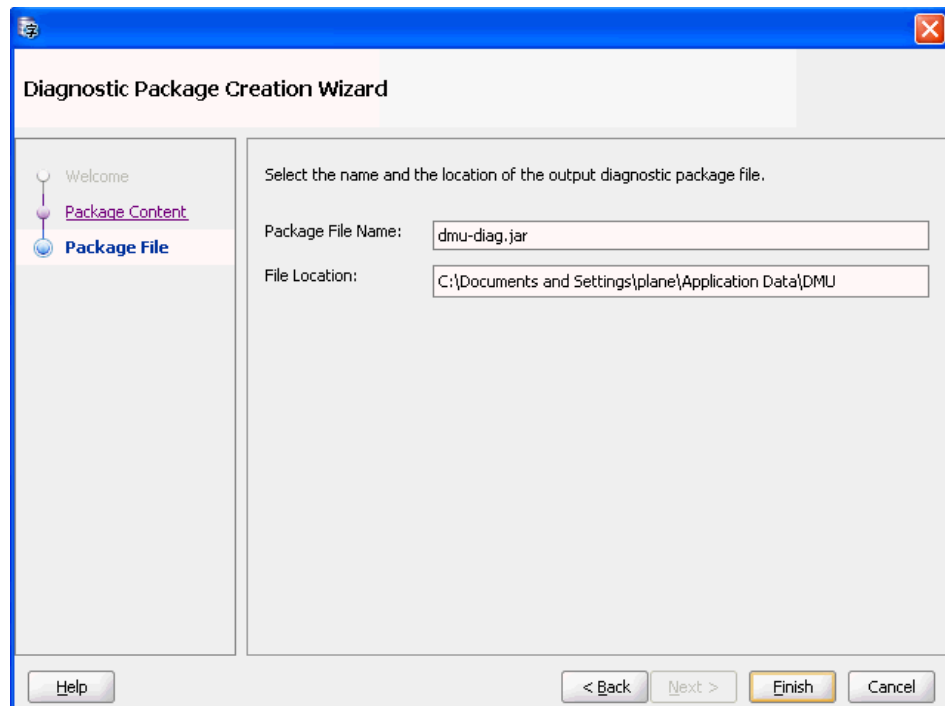 字
Diagnostic Package Creation Wizard
Welcome
Package Content
Package File
Select the name and the location of the output diagnostic package file.
Package File Name:
dmu-diag.jar
File Location:
C:\Documents and Settings\plane\Application Data\DMU
Help
< Back
Next >
Finish
Cancel